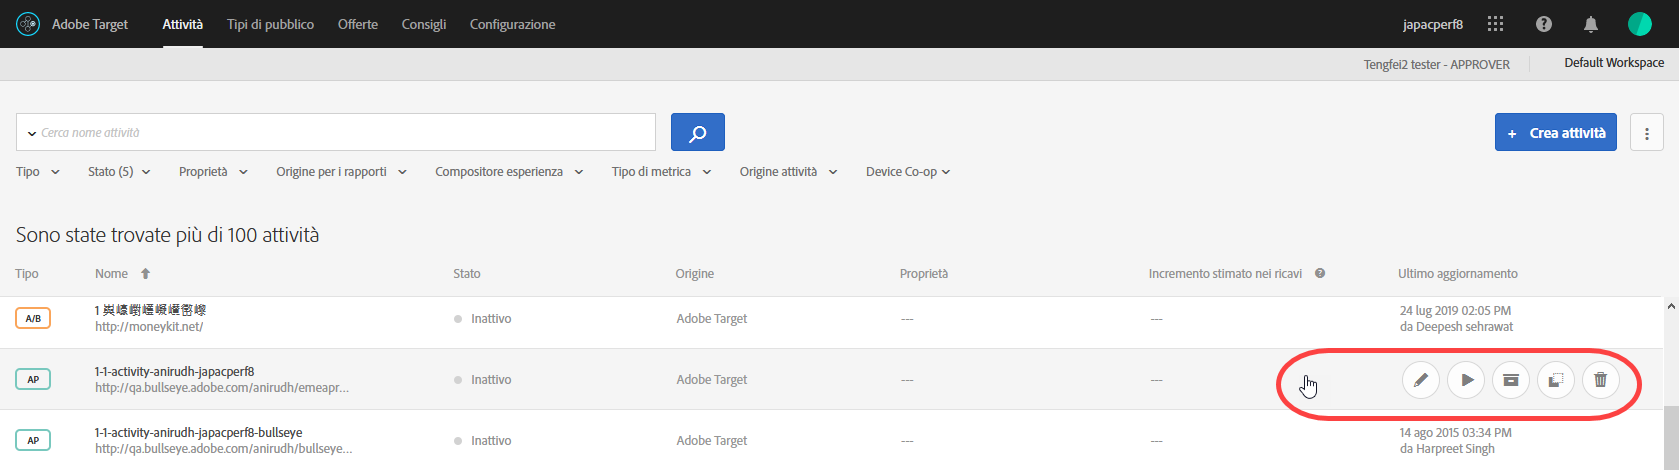 Adobe Target Attività Tipi di pubblico Offerte Consigli Configurazione japacperf8
Tengfei2 tester - APPROVER Default Workspace
Cerca nome attività
+ Crea attività
Tipo Stato (5) Proprietà Origine per i rapporti Compositore esperienza Tipo di metrica Origine attività Device Co-op
Sono state trovate più di 100 attività
Tipo Nome Stato Origine Proprietà Incremento stimato nei ricavi Ultimo aggiornamento
A/B
1
http://moneykit.net/
Inattivo Adobe Target --- ---
24 lug 2019 02:05 PM
da Deepesh sehrawat
AP
1-1-activity-anirudh-japacperf8
http://qa.bullseye.adobe.com/anirudh/emeapr...
Inattivo Adobe Target --- ---
AP
1-1-activity-anirudh-japacperf8-bullseye
http://qa.bullseye.adobe.com/anirudh/bullseye...
Inattivo Adobe Target --- ---
14 ago 2015 03:34 PM
da Harpreet Singh